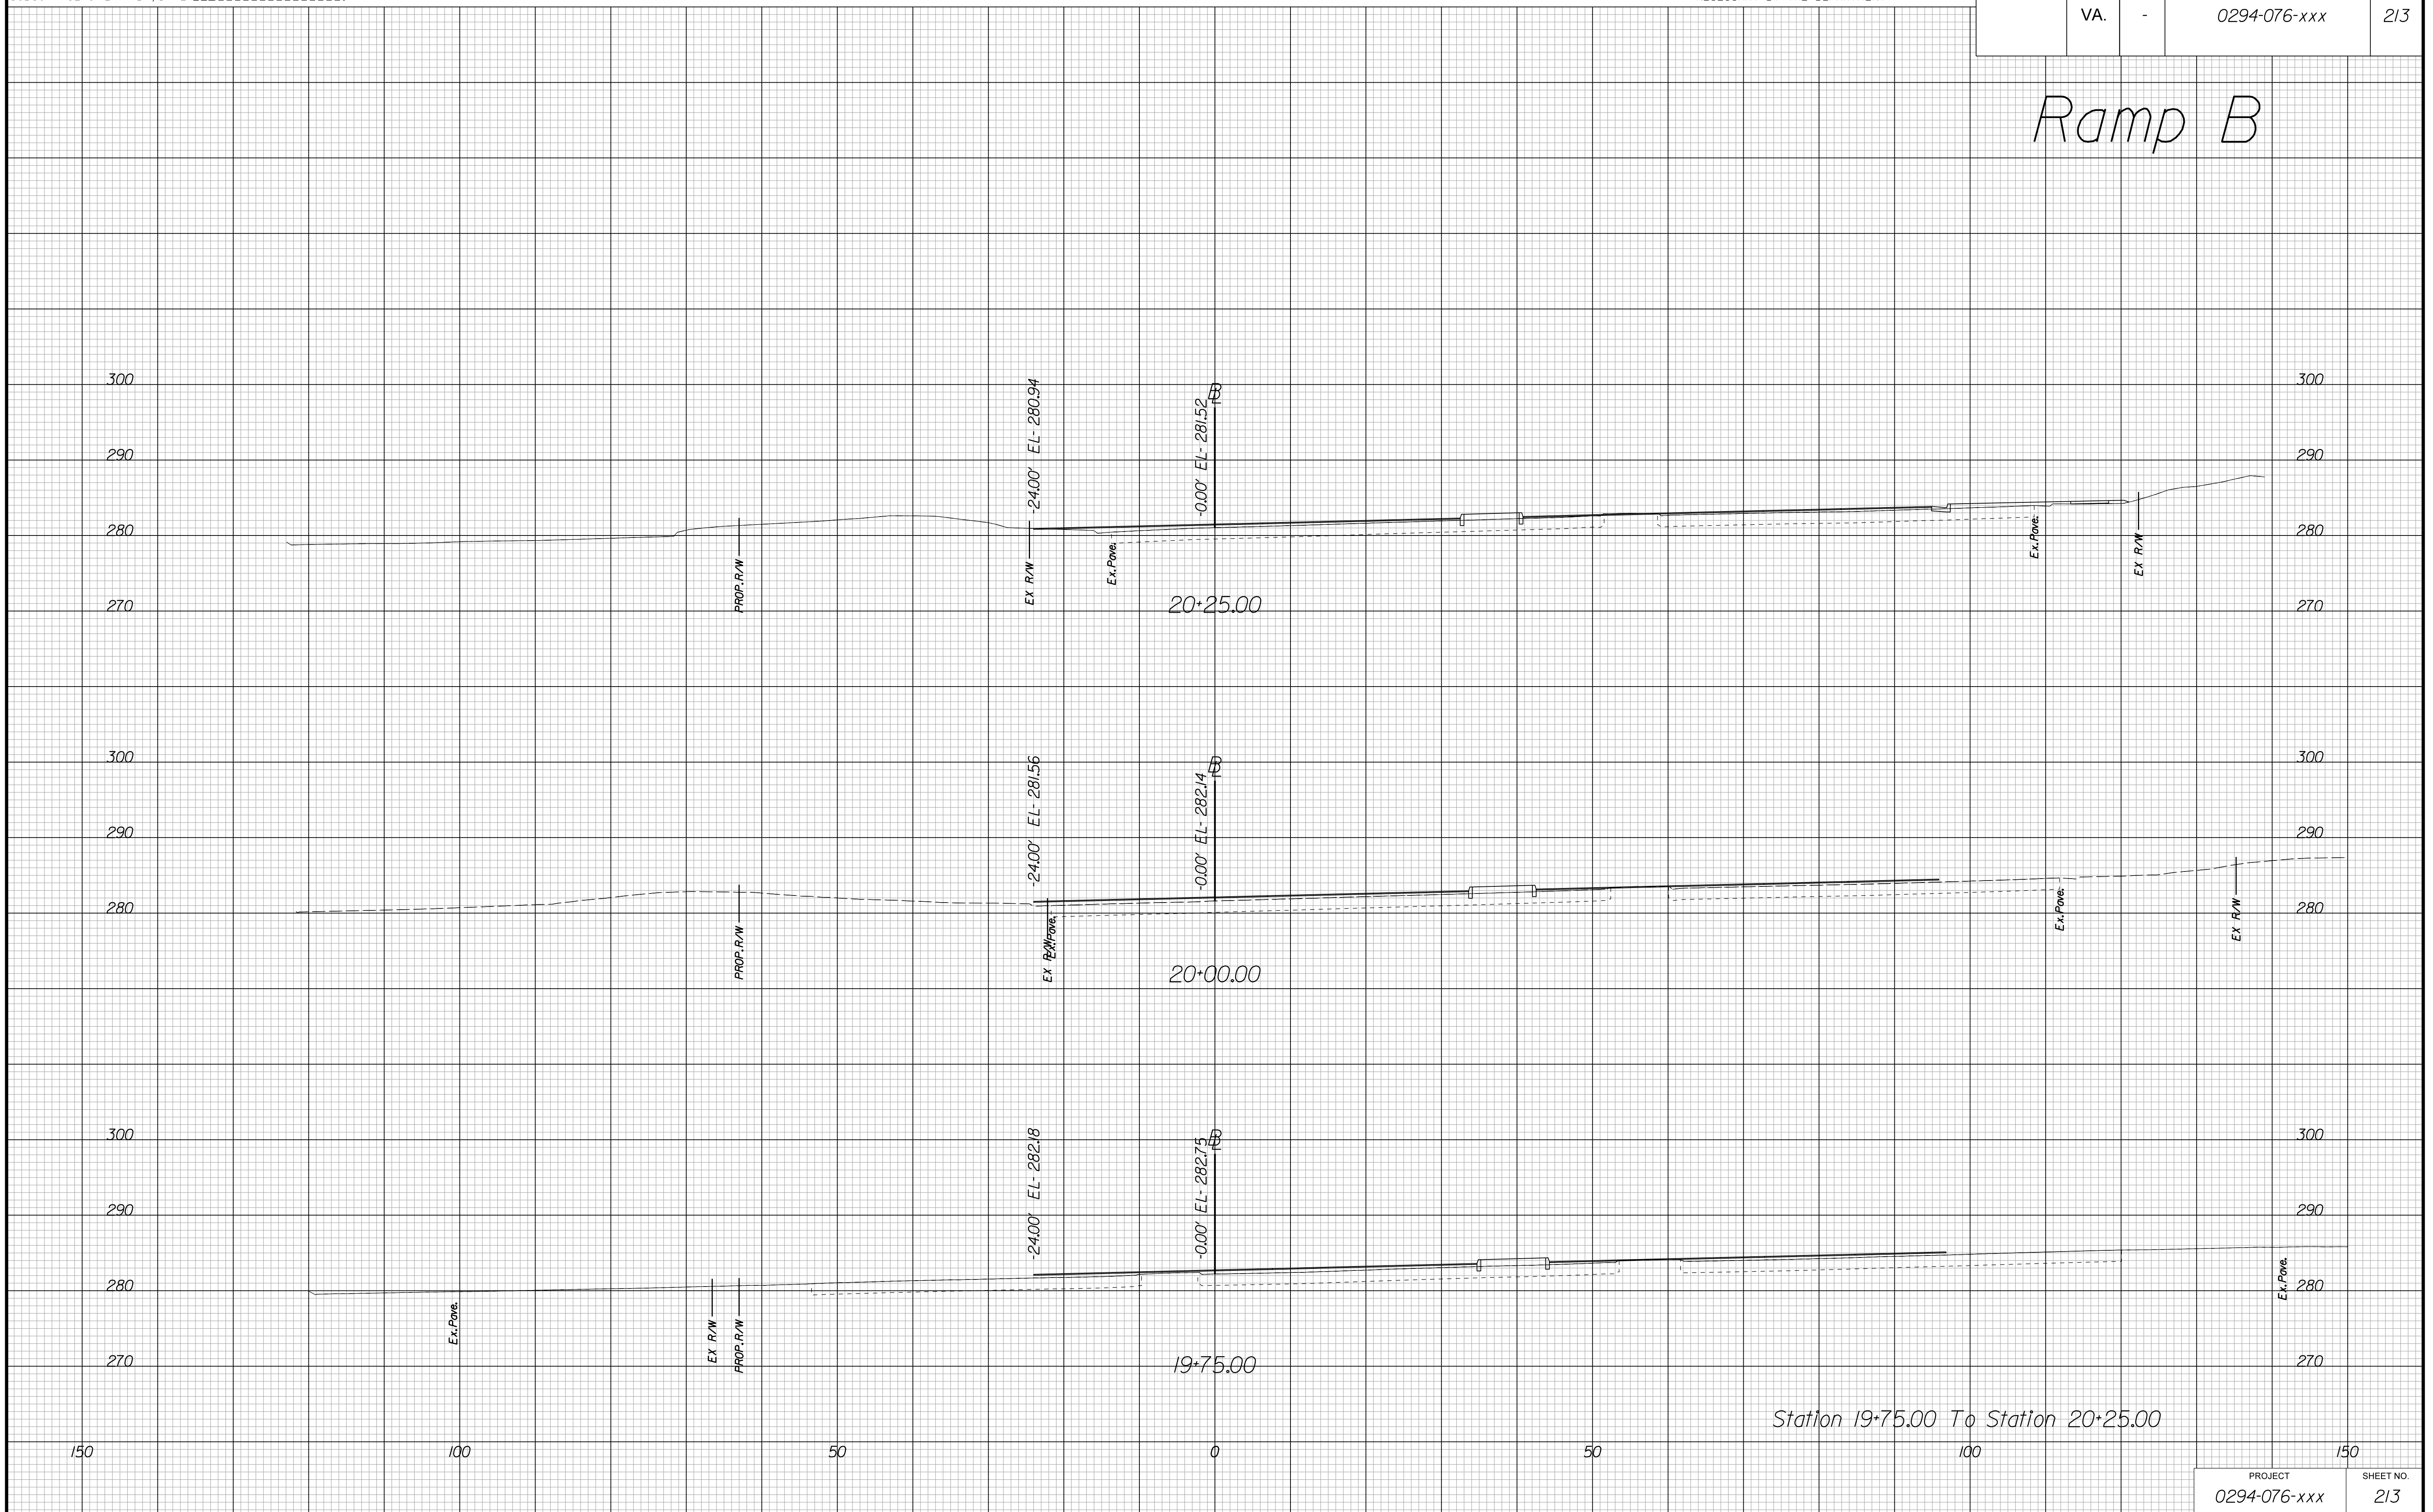 VA. - 0294-076-xxx 213
Ramp B
300 300
-24.00' EL- 280.94
-0.00' EL- 281.52
B
290 290
280 280
PROP.R/W
EX R/W
Ex.Pave.
Ex.Pave.
EX R/W
270 20+25.00 270
300 300
-24.00' EL- 281.56
-0.00' EL- 282.14
B
290 290
280 280
PROP.R/W
EX R/W
Ex.Pave.
Ex.Pave.
EX R/W
20+00.00
300 300
-24.00' EL- 282.18
-0.00' EL- 282.75
B
290 290
280 280
Ex.Pave.
EX R/W
PROP.R/W
Ex.Pave.
270 19+75.00 270
Station 19+75.00 To Station 20+25.00
150 100 50 0 50 100 150
PROJECT SHEET NO.
0294-076-xxx 213